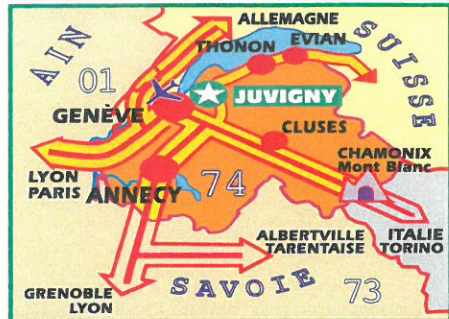 ALLEMAGNE
THONON
EVIAN
SUISSE
AIN
01
JUVIGNY
GENÈVE
CLUSES
CHAMONIX
Mont Blanc
LYON
PARIS
ANNECY
74
ALBERTVILLE
TARENTAISE
ITALIE
TORINO
SAVOIE
73
GRENOBLE
LYON